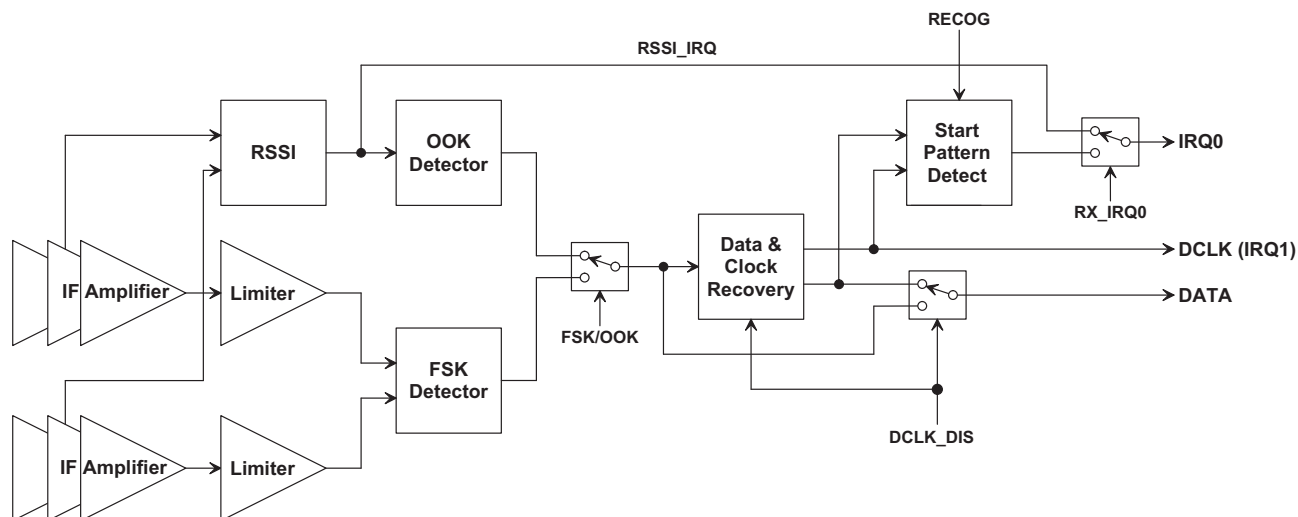 RECOG
RSSI_IRQ
RSSI
OOK
Detector
Start
Pattern
Detect
IRQ0
RX_IRQ0
IF Amplifier
Limiter
Data &
Clock
Recovery
DCLK (IRQ1)
DATA
FSK/OOK
FSK
Detector
DCLK_DIS
IF Amplifier
Limiter